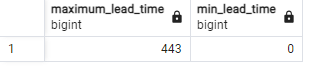 maximum_lead_time min_lead_time
bigint bigint
1 443 0